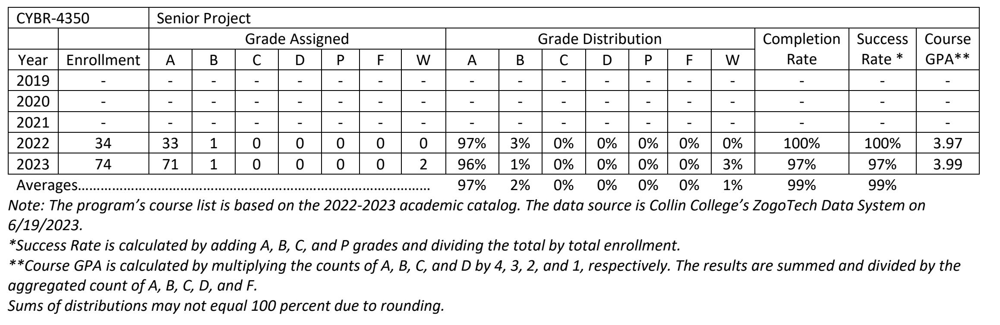 CYBR-4350 Senior Project
Grade Assigned Grade Distribution Completion Rate Success Rate * Course GPA**
Year Enrollment A B C D P F W A B C D P F W
2019 - - - - - - - - - - - - - - - - - -
2020 - - - - - - - - - - - - - - - - - -
2021 - - - - - - - - - - - - - - - - - -
2022 34 33 1 0 0 0 0 0 97% 3% 0% 0% 0% 0% 0% 100% 100% 3.97
2023 74 71 1 0 0 0 0 2 96% 1% 0% 0% 0% 0% 3% 97% 97% 3.99
Averages………………………………………………………………………………… 97% 2% 0% 0% 0% 0% 1% 99% 99%
Note: The program’s course list is based on the 2022-2023 academic catalog. The data source is Collin College’s ZogoTech Data System on
6/19/2023.
*Success Rate is calculated by adding A, B, C, and P grades and dividing the total by total enrollment.
**Course GPA is calculated by multiplying the counts of A, B, C, and D by 4, 3, 2, and 1, respectively. The results are summed and divided by the
aggregated count of A, B, C, D, and F.
Sums of distributions may not equal 100 percent due to rounding.